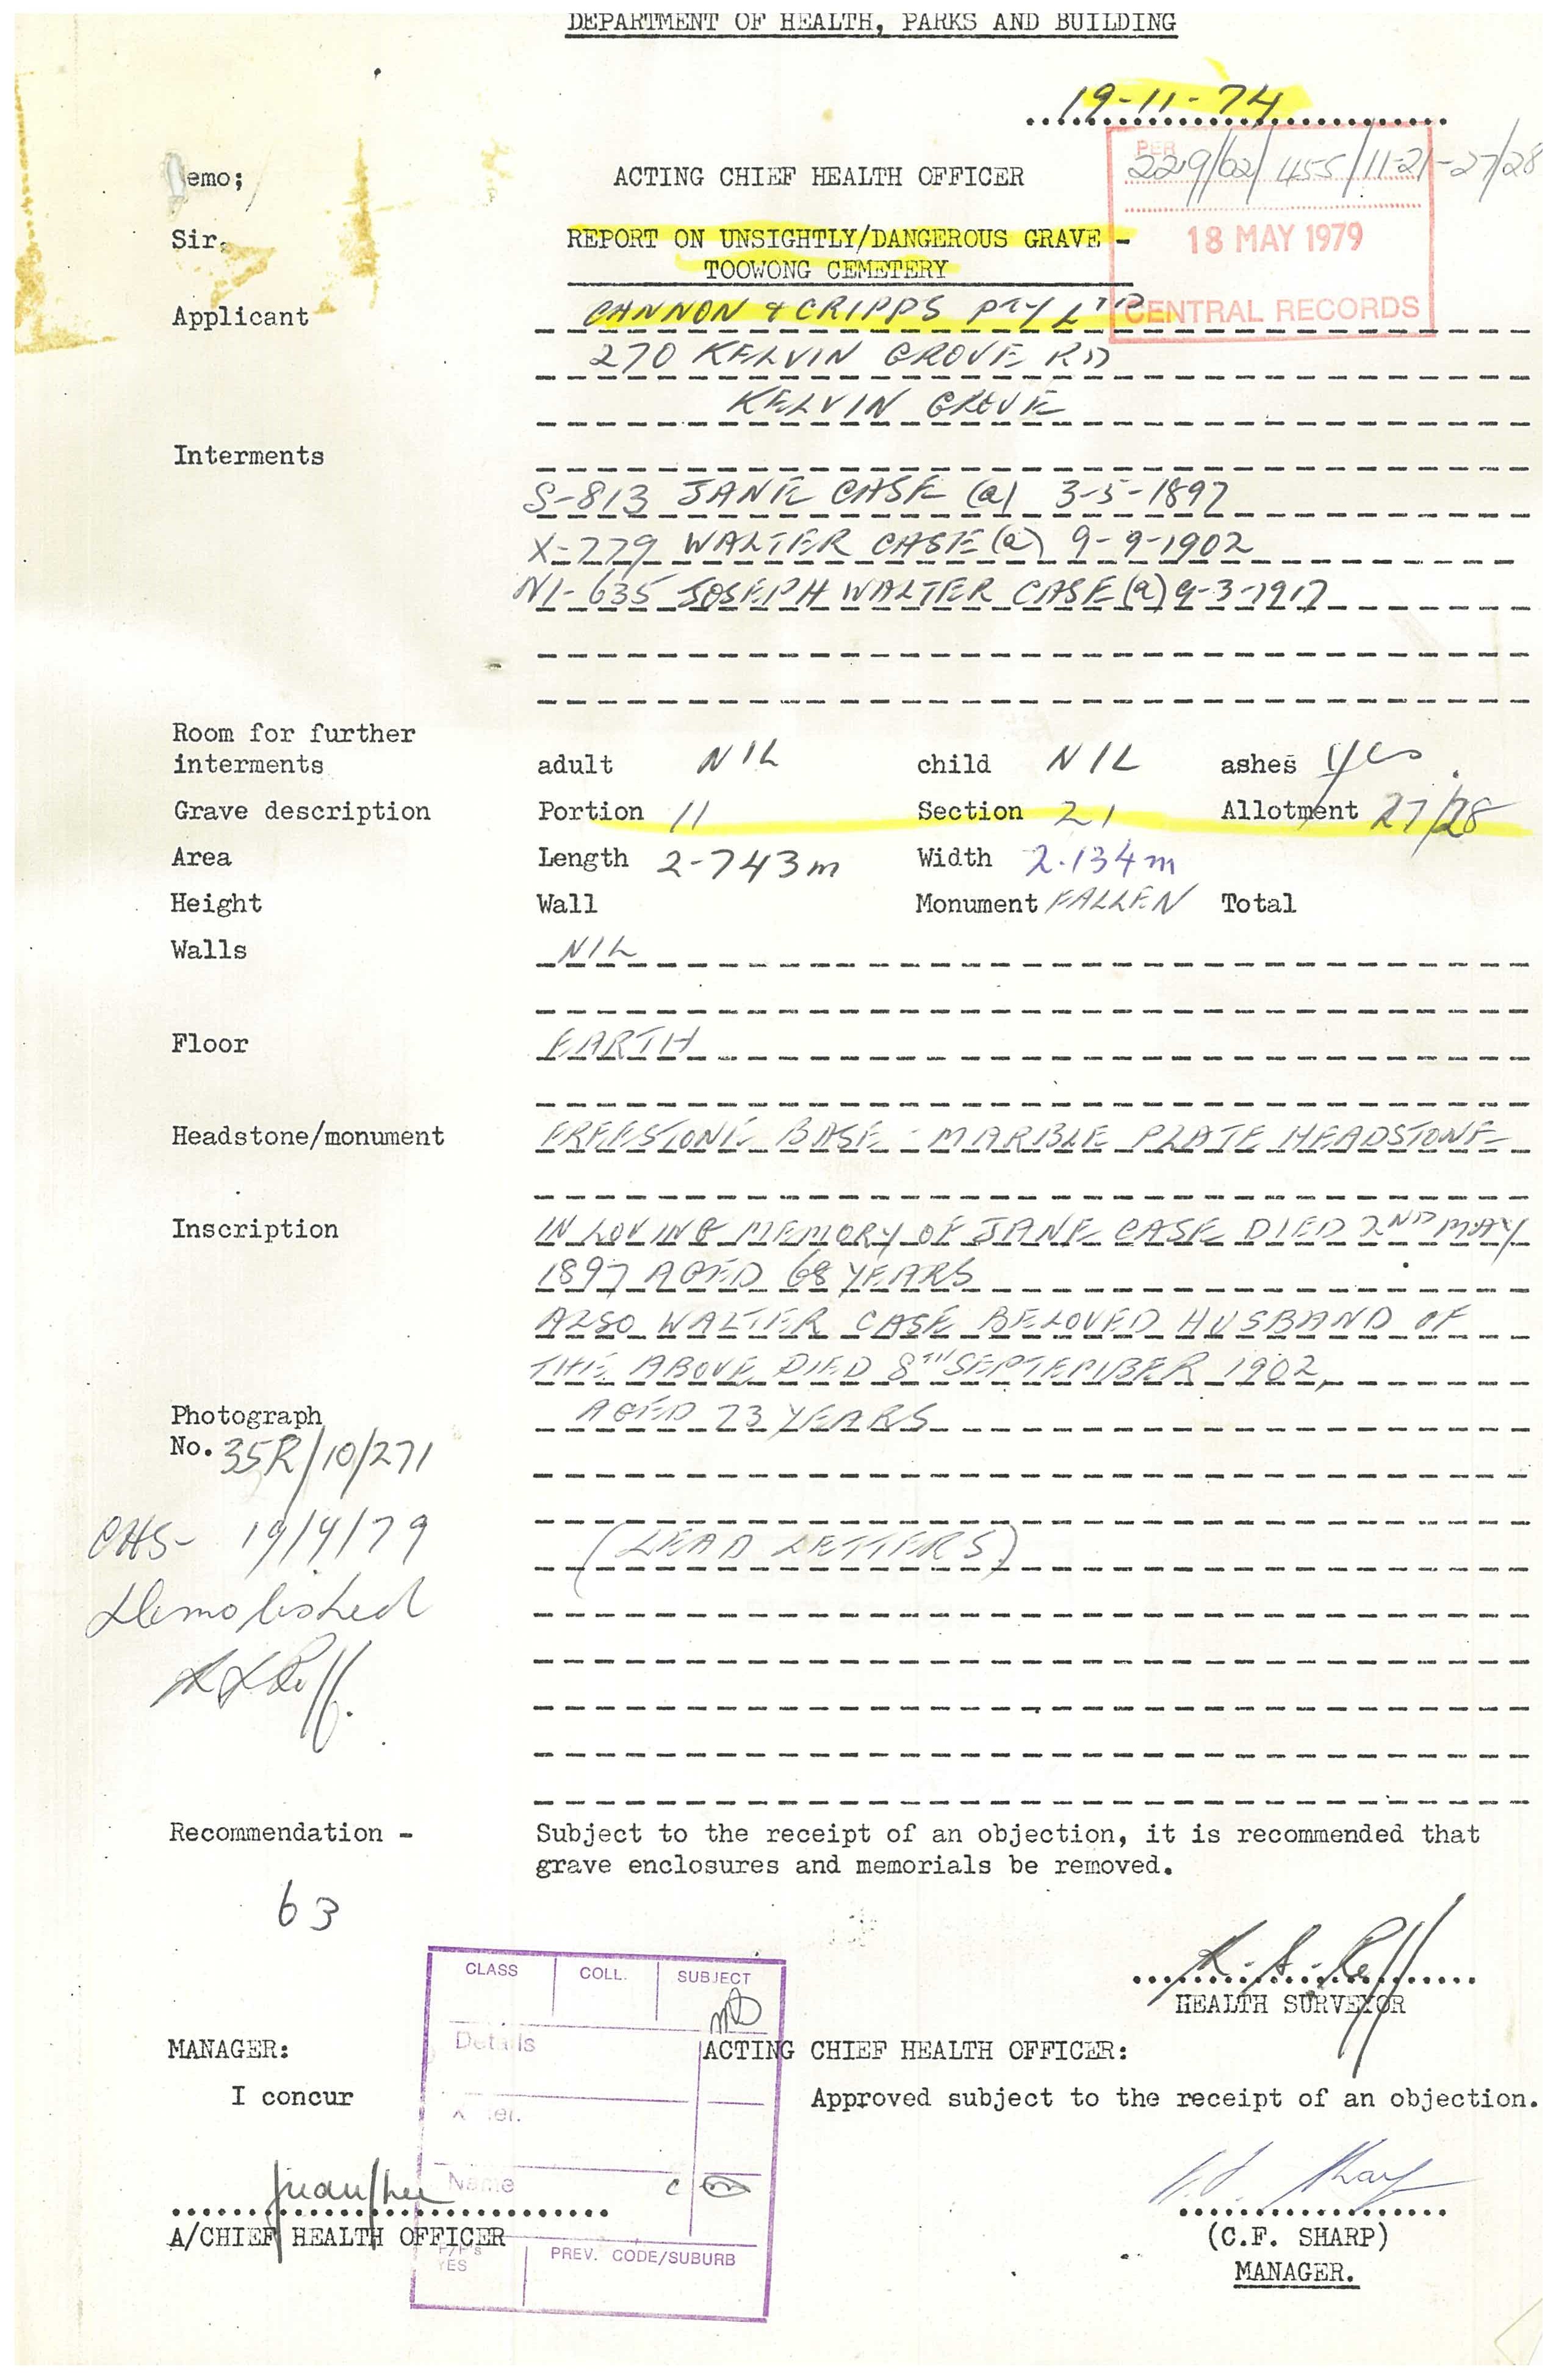 DEPARTMENT OF HEALTH, PARKS AND BUILDING
19-11-74
emo;
ACTING CHIEF HEALTH OFFICER
PER
229/02/455/11-21-27/28
Sir,
REPORT ON UNSIGHTLY/DANGEROUS GRAVE -
TOOWONG CEMETERY
18 MAY 1979
CENTRAL RECORDS
Applicant
CANNON & CRIPPS PTY LTD
270 KELVIN GROVE RD
KELVIN GROVE
Interments
S-813 JANE CASE (a) 3-5-1897
X-779 WALTER CASE (a) 9-9-1902
N1-635 JOSEPH WALTER CASE (a) 9-3-1917
Room for further
interments adult NIL child NIL ashes yes
Grave description Portion 11 Section 21 Allotment 27/28
Area Length 2-743m Width 2.134m
Height Wall Monument FALLEN Total
Walls NIL
Floor EARTH
Headstone/monument FREESTONE BASE - MARBLE PLATE HEADSTONE
Inscription IN LOVING MEMORY OF JANE CASE DIED 2ND MAY
1897 AGED 68 YEARS
ALSO WALTER CASE BELOVED HUSBAND OF
THE ABOVE DIED 8TH SEPTEMBER 1902,
AGED 73 YEARS
Photograph
No. 35R/10/271
(LEAD LETTERS)
CHS- 19/4/79
Demolished
Recommendation - Subject to the receipt of an objection, it is recommended that
grave enclosures and memorials be removed.
63
HEALTH SURVEYOR
CLASS COLL. SUBJECT
Details
Name
C
YES
PREV. CODE/SUBURB
MANAGER:
ACTING CHIEF HEALTH OFFICER:
I concur
Approved subject to the receipt of an objection.
A/CHIEF HEALTH OFFICER
(C.F. SHARP)
MANAGER.